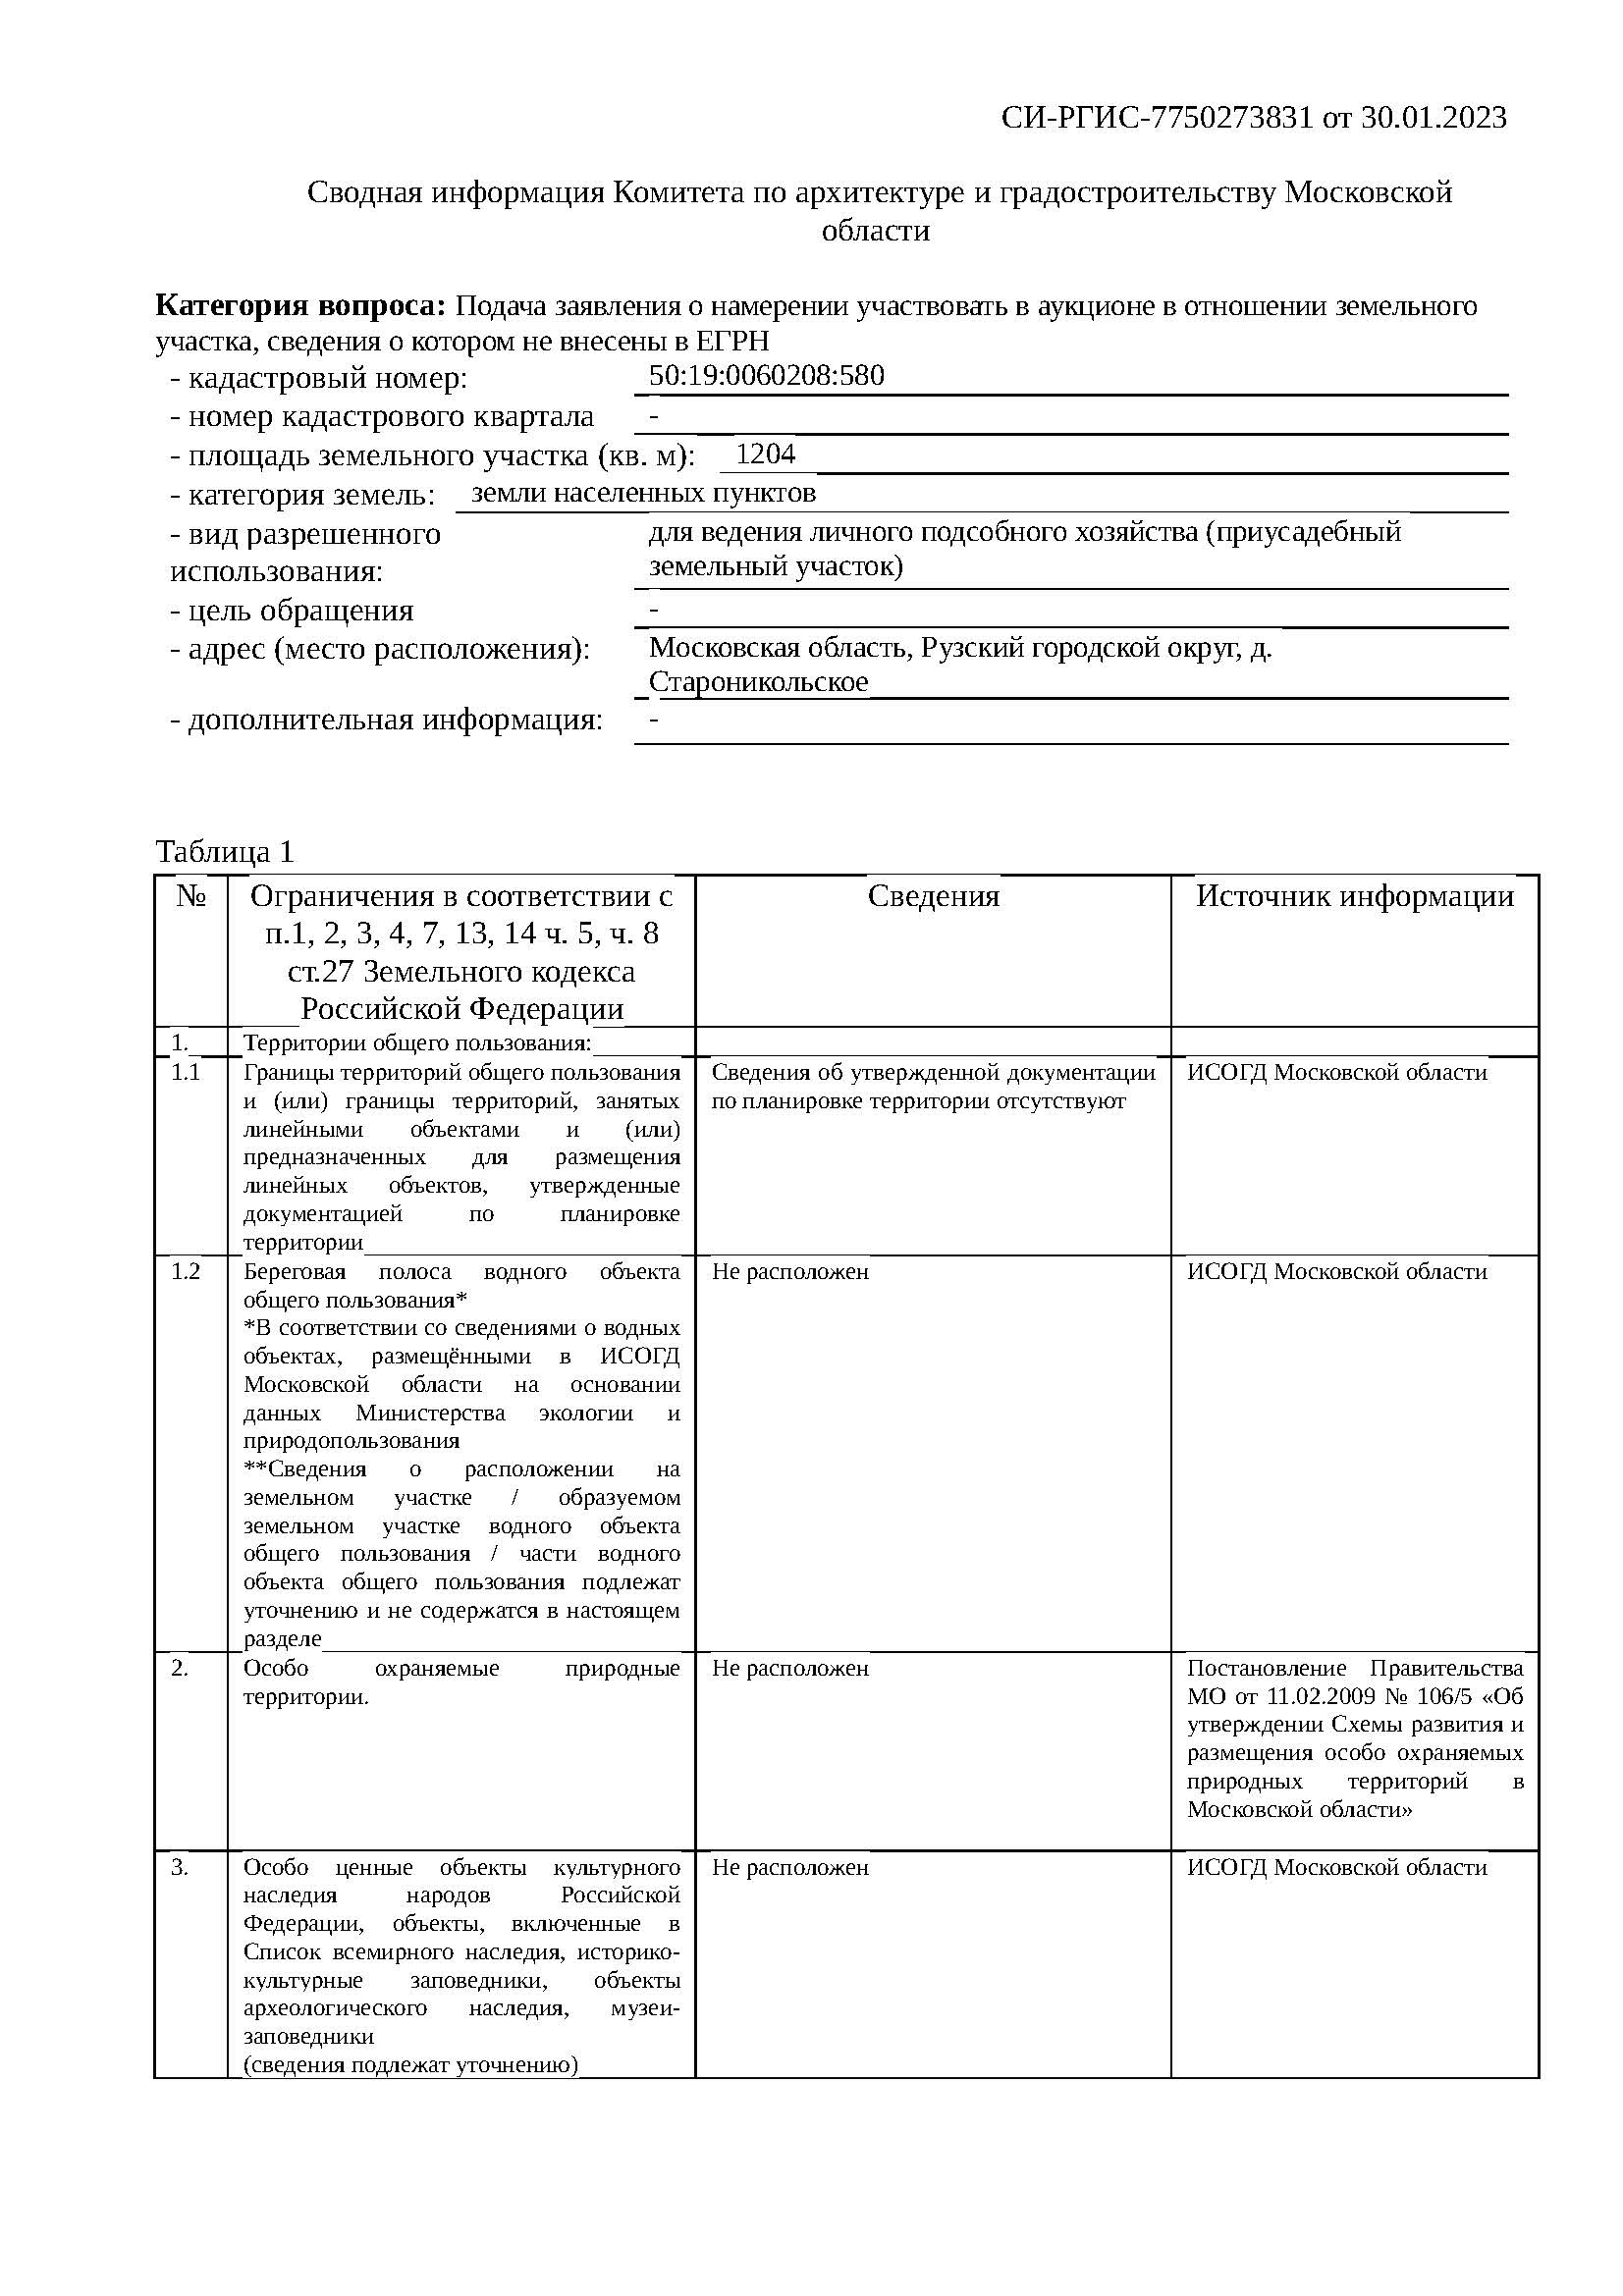 СИ-РГИС-7750273831 от 30.01.2023
Сводная информация Комитета по архитектуре и градостроительству Московской
области
Категория вопроса: Подача заявления о намерении участвовать в аукционе в отношении земельного
участка, сведения о котором не внесены в ЕГРН
- кадастровый номер: 50:19:0060208:580
- номер кадастрового квартала -
- площадь земельного участка (кв. м): 1204
- категория земель: земли населенных пунктов
- вид разрешенного
использования:
для ведения личного подсобного хозяйства (приусадебный
земельный участок)
- цель обращения -
- адрес (место расположения): Московская область, Рузский городской округ, д.
Староникольское
- дополнительная информация: -
Таблица 1
№
Ограничения в соответствии с
п.1, 2, 3, 4, 7, 13, 14 ч. 5, ч. 8
ст.27 Земельного кодекса
Российской Федерации
Сведения
Источник информации
1.
Территории общего пользования:
1.1
Границы территорий общего пользования
и (или) границы территорий, занятых
линейными объектами и (или)
предназначенных для размещения
линейных объектов, утвержденные
документацией по планировке
территории
Сведения об утвержденной документации
по планировке территории отсутствуют
ИСОГД Московской области
1.2
Береговая полоса водного объекта
общего пользования*
*В соответствии со сведениями о водных
объектах, размещёнными в ИСОГД
Московской области на основании
данных Министерства экологии и
природопользования
**Сведения о расположении на
земельном участке / образуемом
земельном участке водного объекта
общего пользования / части водного
объекта общего пользования подлежат
уточнению и не содержатся в настоящем
разделе
Не расположен
ИСОГД Московской области
2.
Особо охраняемые природные
территории.
Не расположен
Постановление Правительства
МО от 11.02.2009 № 106/5 «Об
утверждении Схемы развития и
размещения особо охраняемых
природных территорий в
Московской области»
3.
Особо ценные объекты культурного
наследия народов Российской
Федерации, объекты, включенные в
Список всемирного наследия, историко-
культурные заповедники, объекты
археологического наследия, музеи-
заповедники
(сведения подлежат уточнению)
Не расположен
ИСОГД Московской области